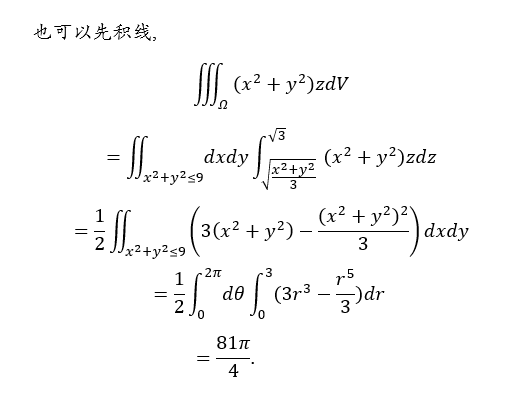 也可以先积线,
∭_Ω (x² + y²)zdV
= ∬_{x²+y²≤9} dxdy ∫_{√((x²+y²)/3)}^{√3} (x² + y²)zdz
= 1/2 ∬_{x²+y²≤9} (3(x² + y²) − (x² + y²)²/3) dxdy
= 1/2 ∫_0^{2π} dθ ∫_0^3 (3r³ − r⁵/3)dr
= 81π/4.